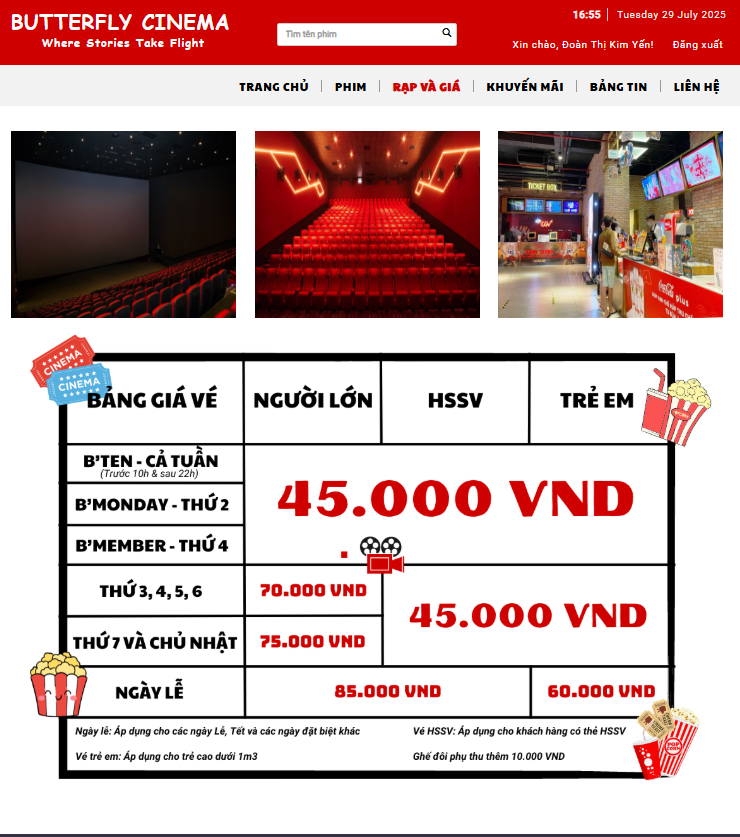 BUTTERFLY CINEMA
Where Stories Take Flight
Tìm tên phim
16:55 Tuesday 29 July 2025
Xin chào, Đoàn Thị Kim Yến! Đăng xuất
TRANG CHỦ PHIM RẠP VÀ GIÁ KHUYẾN MÃI BẢNG TIN LIÊN HỆ
TICKET BOX
Coca-Cola plus
CINEMA
CINEMA
BẢNG GIÁ VÉ NGƯỜI LỚN HSSV TRẺ EM
B'TEN - CẢ TUẦN
(Trước 10h & sau 22h)
B'MONDAY - THỨ 2
B'MEMBER - THỨ 4
45.000 VND
THỨ 3, 4, 5, 6 70.000 VND
45.000 VND
THỨ 7 VÀ CHỦ NHẬT 75.000 VND
NGÀY LỄ 85.000 VND 60.000 VND
Ngày lễ: Áp dụng cho các ngày Lễ, Tết và các ngày đặt biệt khác
Vé HSSV: Áp dụng cho khách hàng có thẻ HSSV
Vé trẻ em: Áp dụng cho trẻ cao dưới 1m3
Ghế đôi phụ thu thêm 10.000 VND
POP CORN